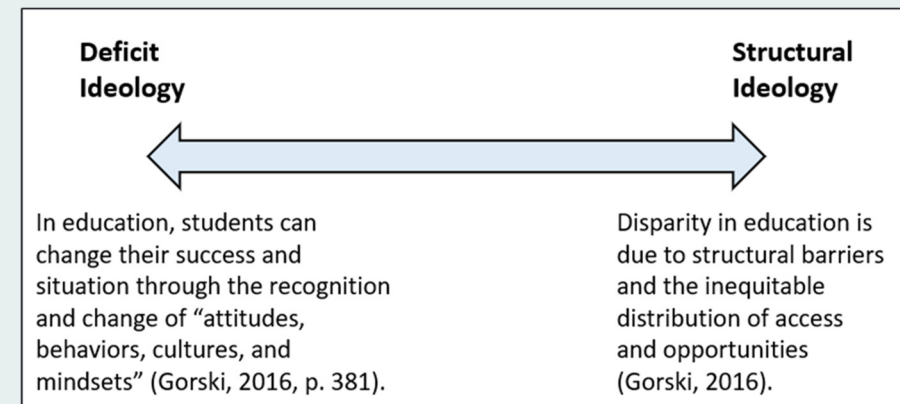 Deficit
Ideology
Structural
Ideology
In education, students can
change their success and
situation through the recognition
and change of “attitudes,
behaviors, cultures, and
mindsets” (Gorski, 2016, p. 381).
Disparity in education is
due to structural barriers
and the inequitable
distribution of access
and opportunities
(Gorski, 2016).